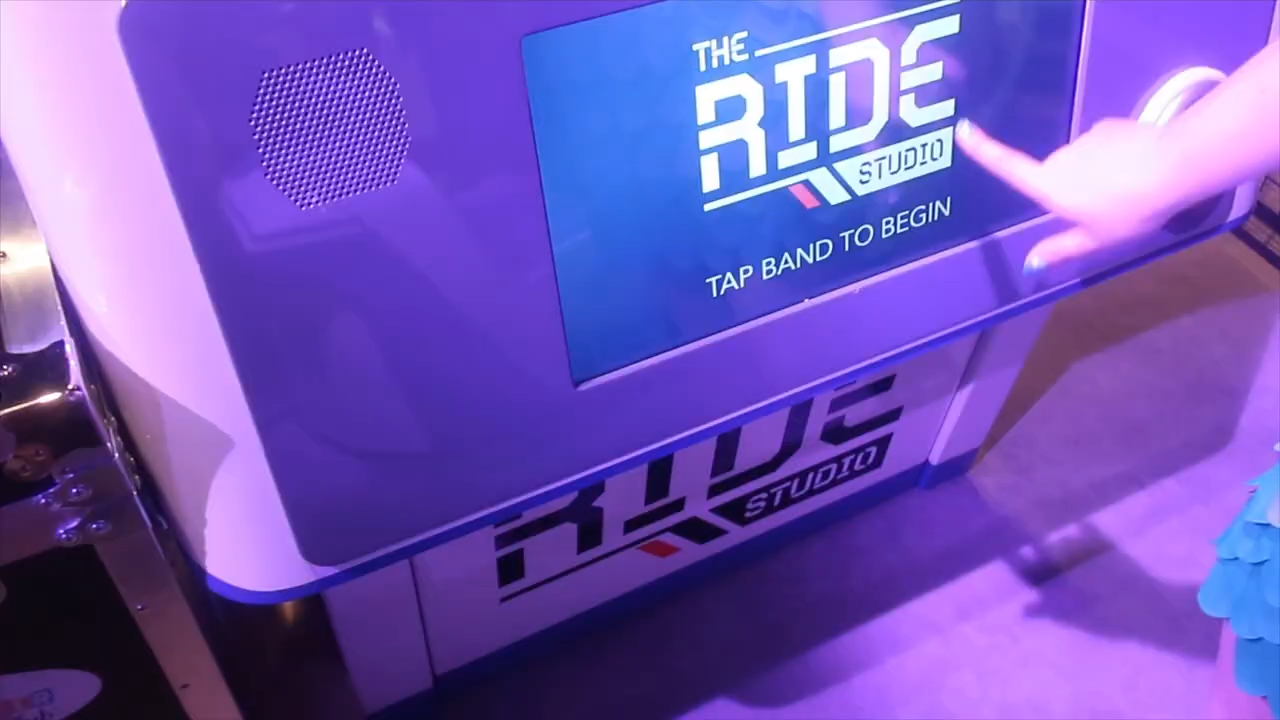 THE
RIDE
STUDIO
TAP BAND TO BEGIN
RIDE
STUDIO